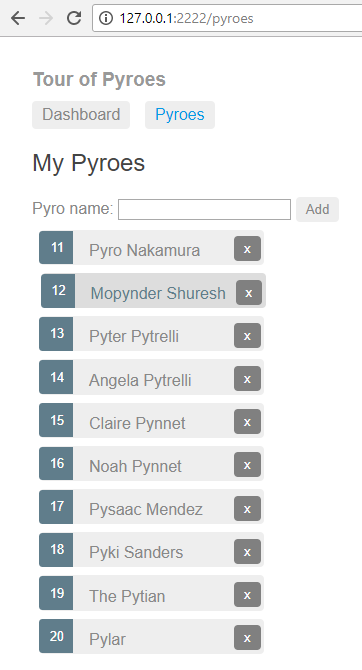 127.0.0.1:2222/pyroes
Tour of Pyroes
Dashboard Pyroes
My Pyroes
Pyro name: Add
11 Pyro Nakamura x
12 Mopynder Shuresh x
13 Pyter Pytrelli x
14 Angela Pytrelli x
15 Claire Pynnet x
16 Noah Pynnet x
17 Pysaac Mendez x
18 Pyki Sanders x
19 The Pytian x
20 Pylar x